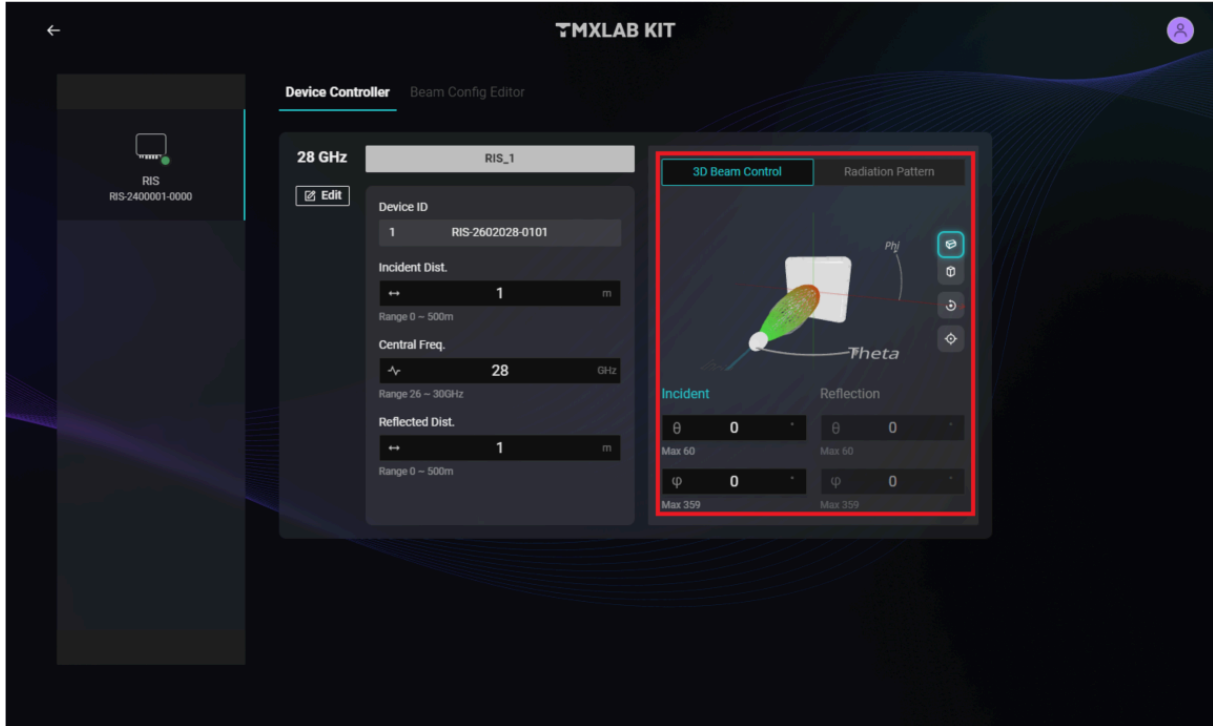 TMXLAB KIT
Device Controller
Beam Config Editor
RIS
RIS-2400001-0000
28 GHz
Edit
RIS_1
Device ID
1 RIS-2602028-0101
Incident Dist.
1 m
Range 0 ~ 500m
Central Freq.
28 GHz
Range 26 ~ 30GHz
Reflected Dist.
1 m
Range 0 ~ 500m
3D Beam Control
Radiation Pattern
Phi
Theta
Incident Reflection
θ 0 ° θ 0 °
Max 60 Max 60
φ 0 ° φ 0 °
Max 359 Max 359